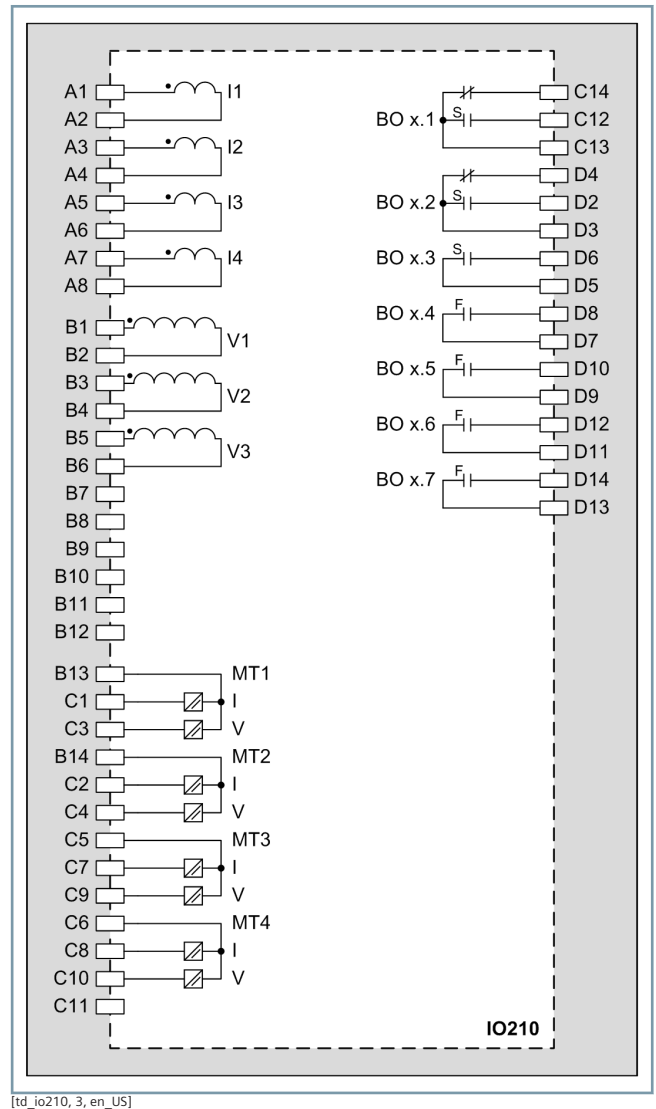 A1 I1 C14
A2 BO x.1 S C12
A3 I2 C13
A4 D4
A5 I3 BO x.2 S D2
A6 D3
A7 I4 BO x.3 S D6
A8 D5
B1 BO x.4 F D8
B2 V1 D7
B3 BO x.5 F D10
B4 V2 D9
B5 BO x.6 F D12
B6 V3 D11
B7 BO x.7 F D14
B8 D13
B9
B10
B11
B12
B13 MT1
C1 I
C3 V
B14 MT2
C2 I
C4 V
C5 MT3
C7 I
C9 V
C6 MT4
C8 I
C10 V
C11
IO210
[td_io210, 3, en_US]